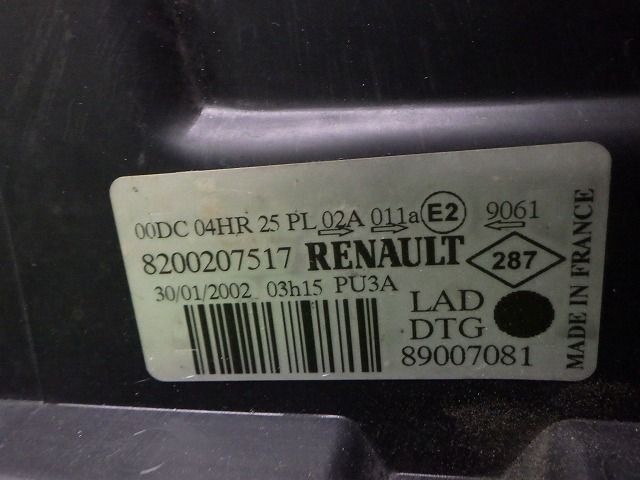 00DC 04HR 25 PL 02A 011a E2 9061
8200207517 RENAULT 287
30/01/2002 03h15 PU3A
LAD
DTG
89007081
MADE IN FRANCE